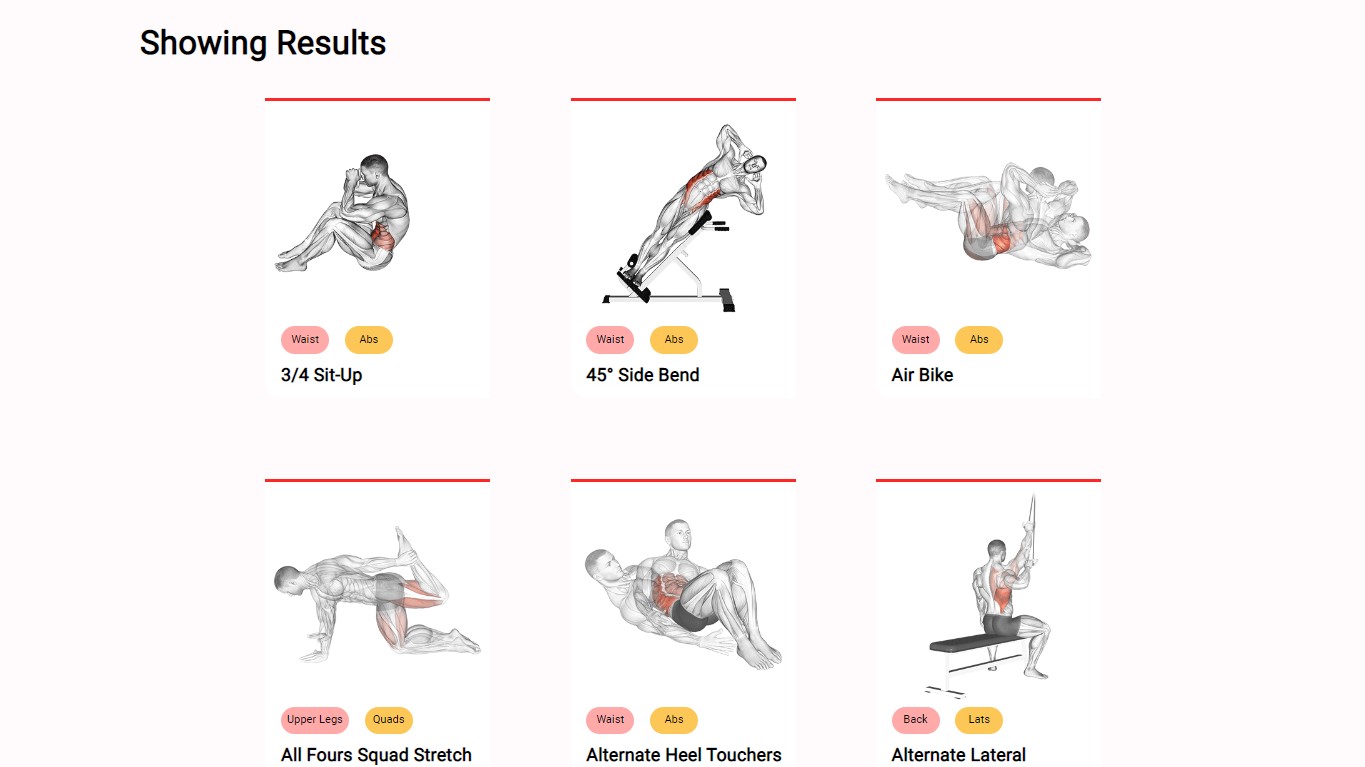 Showing Results
Waist Abs
3/4 Sit-Up
Waist Abs
45° Side Bend
Waist Abs
Air Bike
Upper Legs Quads
All Fours Squad Stretch
Waist Abs
Alternate Heel Touchers
Back Lats
Alternate Lateral